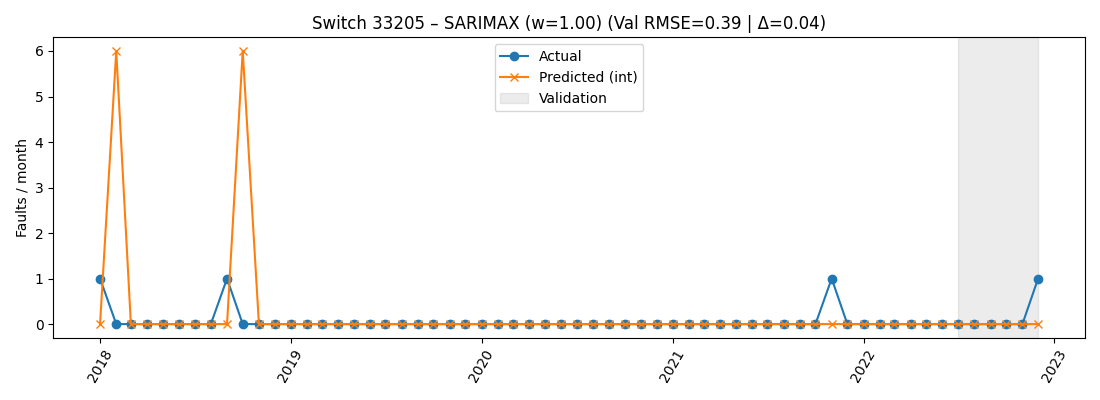 Switch 33205 – SARIMAX (w=1.00) (Val RMSE=0.39 | Δ=0.04)
Faults / month
6
5
4
3
2
1
0
Actual
Predicted (int)
Validation
2018
2019
2020
2021
2022
2023